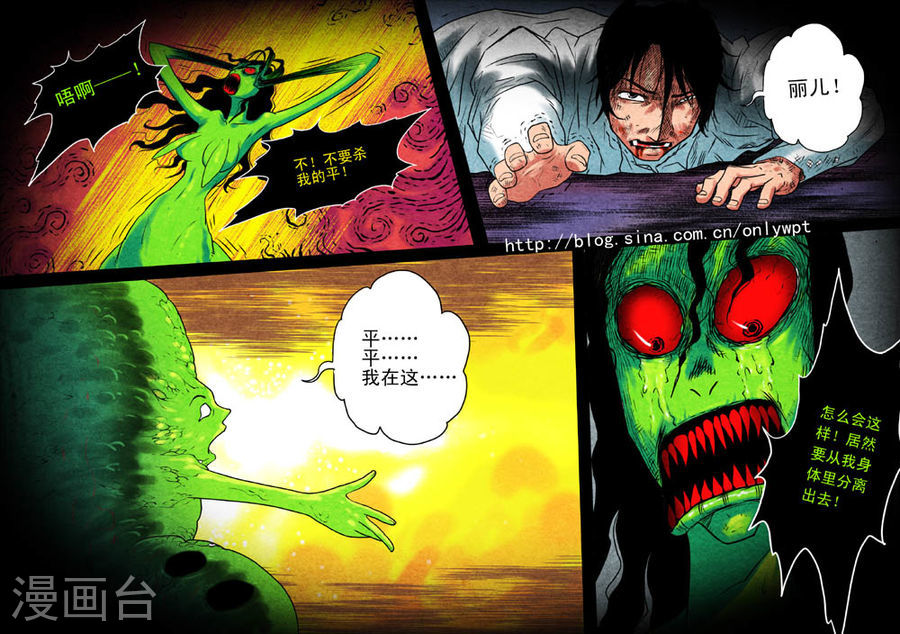 唔啊——！
不！不要杀
我的平！
丽儿！
http://blog.sina.com.cn/onlywpt
平……
平……
我在这……
怎么会这
样！居然
要从我身
体里分离
出去！
漫画台